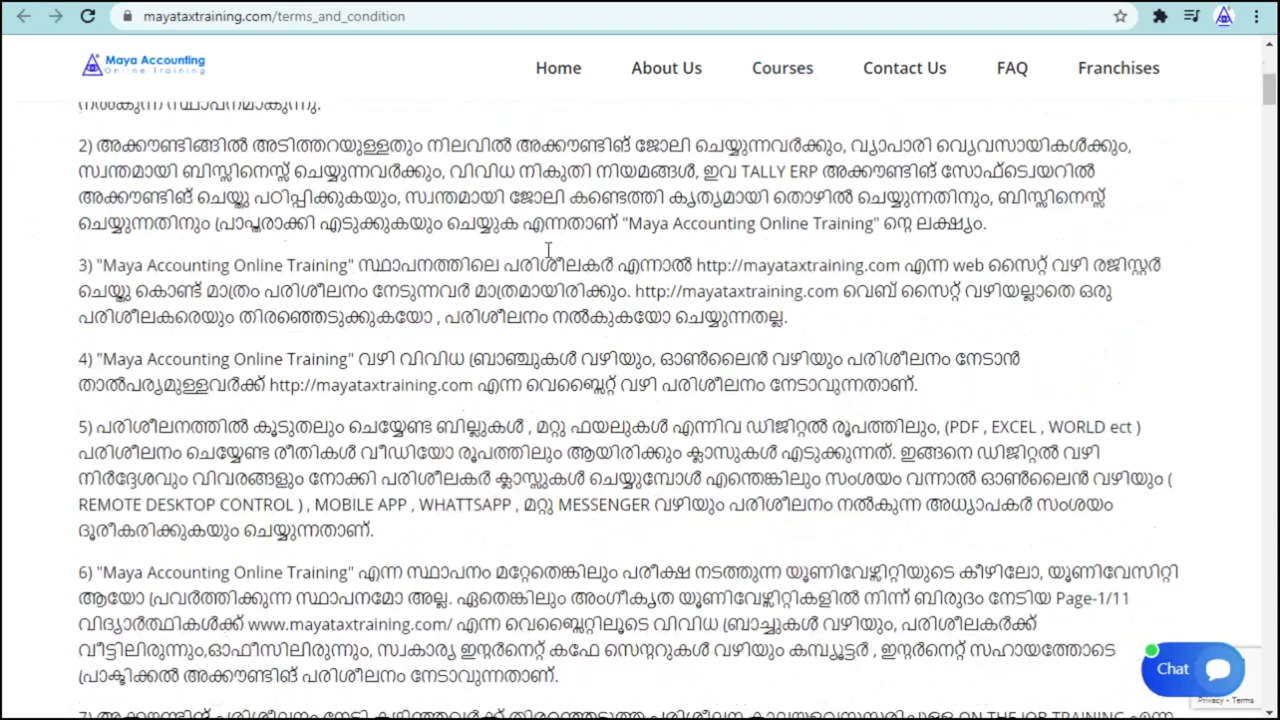 mayataxtraining.com/terms_and_condition
Maya Accounting
Online Training
Home About Us Courses Contact Us FAQ Franchises
നൽകുന്ന സ്ഥാപനമാകുന്നു.
2) അക്കൗണ്ടിങ്ങിൽ അടിത്തറയുള്ളതും നിലവിൽ അക്കൗണ്ടിങ് ജോലി ചെയ്യുന്നവർക്കും, വ്യാപാരി വ്യെവസായികൾക്കും,
സ്വന്തമായി ബിസ്സിനെസ്സ് ചെയ്യുന്നവർക്കും, വിവിധ നികുതി നിയമങ്ങൾ, ഇവ TALLY ERP അക്കൗണ്ടിങ് സോഫ്ട്‍വെയറിൽ
അക്കൗണ്ടിങ് ചെയ്തു പഠിപ്പിക്കുകയും, സ്വന്തമായി ജോലി കണ്ടെത്തി കൃത്യമായി തൊഴിൽ ചെയ്യുന്നതിനും, ബിസ്സിനെസ്സ്
ചെയ്യുന്നതിനും പ്രാപ്തരാക്കി എടുക്കുകയും ചെയ്യുക എന്നതാണ് "Maya Accounting Online Training" ന്റെ ലക്ഷ്യം.
3) "Maya Accounting Online Training" സ്ഥാപനത്തിലെ പരിശീലകർ എന്നാൽ http://mayataxtraining.com എന്ന web സൈറ്റ് വഴി രജിസ്റ്റർ
ചെയ്തു കൊണ്ട് മാത്രം പരിശീലനം നേടുന്നവർ മാത്രമായിരിക്കും. http://mayataxtraining.com വെബ് സൈറ്റ് വഴിയല്ലാതെ ഒരു
പരിശീലകരെയും തിരഞ്ഞെടുക്കുകയോ , പരിശീലനം നൽകുകയോ ചെയ്യുന്നതല്ല.
4) "Maya Accounting Online Training" വഴി വിവിധ ബ്രാഞ്ചുകൾ വഴിയും, ഓൺലൈൻ വഴിയും പരിശീലനം നേടാൻ
താൽപര്യമുള്ളവർക്ക് http://mayataxtraining.com എന്ന വെബ്സൈറ്റ് വഴി പരിശീലനം നേടാവുന്നതാണ്.
5) പരിശീലനത്തിൽ കൂടുതലും ചെയ്യേണ്ട ബില്ലുകൾ , മറ്റു ഫയലുകൾ എന്നിവ ഡിജിറ്റൽ രൂപത്തിലും, (PDF , EXCEL , WORLD ect )
പരിശീലനം ചെയ്യേണ്ട രീതികൾ വീഡിയോ രൂപത്തിലും ആയിരിക്കും ക്ലാസുകൾ എടുക്കുന്നത്. ഇങ്ങനെ ഡിജിറ്റൽ വഴി
നിർദ്ദേശവും വിവരങ്ങളും നോക്കി പരിശീലകർ ക്ലാസ്സുകൾ ചെയ്യുമ്പോൾ എന്തെങ്കിലും സംശയം വന്നാൽ ഓൺലൈൻ വഴിയും (
REMOTE DESKTOP CONTROL ) , MOBILE APP , WHATTSAPP , മറ്റു MESSENGER വഴിയും പരിശീലനം നൽകുന്ന അധ്യാപകർ സംശയം
ദൂരീകരിക്കുകയും ചെയ്യുന്നതാണ്.
6) "Maya Accounting Online Training" എന്ന സ്ഥാപനം മറ്റേതെങ്കിലും പരീക്ഷ നടത്തുന്ന യൂണിവേഴ്സിറ്റിയുടെ കീഴിലോ, യൂണിവേസിറ്റി
ആയോ പ്രവർത്തിക്കുന്ന സ്ഥാപനമോ അല്ല. ഏതെങ്കിലും അംഗീകൃത യൂണിവേഴ്സിറ്റികളിൽ നിന്ന് ബിരുദം നേടിയ Page-1/11
വിദ്യാർത്ഥികൾക്ക് www.mayataxtraining.com/ എന്ന വെബ്സൈറ്റിലൂടെ വിവിധ ബ്രാച്ചുകൾ വഴിയും, പരിശീലകർക്ക്
വീട്ടിലിരുന്നും,ഓഫീസിലിരുന്നും, സ്വകാര്യ ഇന്റർനെറ്റ് കഫേ സെന്ററുകൾ വഴിയും കമ്പ്യൂട്ടർ , ഇന്റർനെറ്റ് സഹായത്തോടെ
പ്രാക്ടിക്കൽ അക്കൗണ്ടിങ് പരിശീലനം നേടാവുന്നതാണ്.
Chat
Privacy - Terms